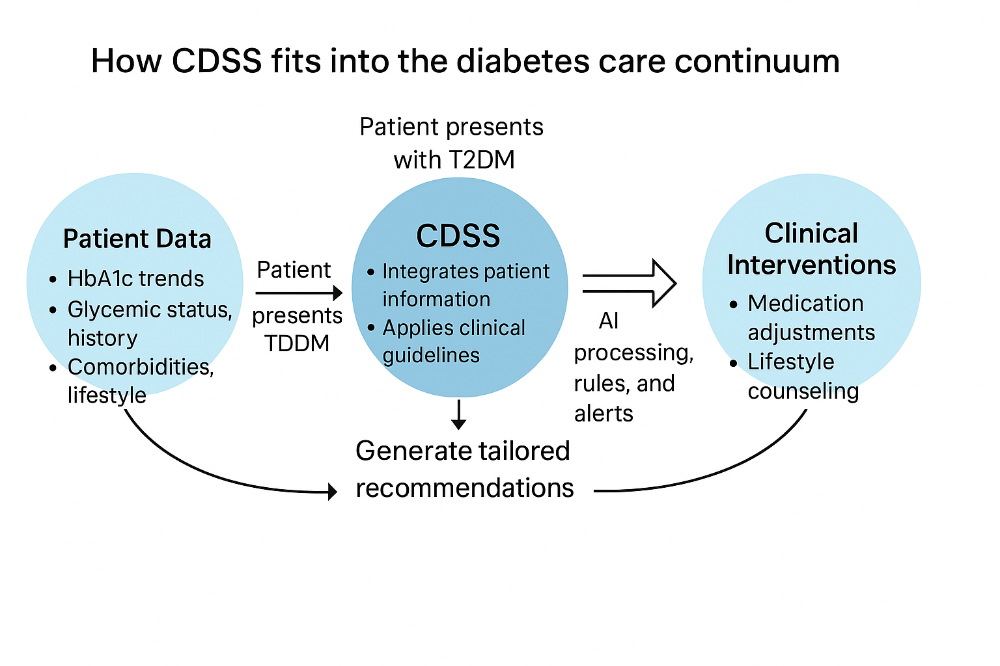 How CDSS fits into the diabetes care continuum
Patient presents
with T2DM
Patient Data
• HbA1c trends
• Glycemic status,
history
• Comorbidities,
lifestyle
Patient
presents
TDDM
CDSS
• Integrates patient
information
• Applies clinical
guidelines
AI
processing,
rules, and
alerts
Clinical
Interventions
• Medication
adjustments
• Lifestyle
counseling
Generate tailored
recommendations